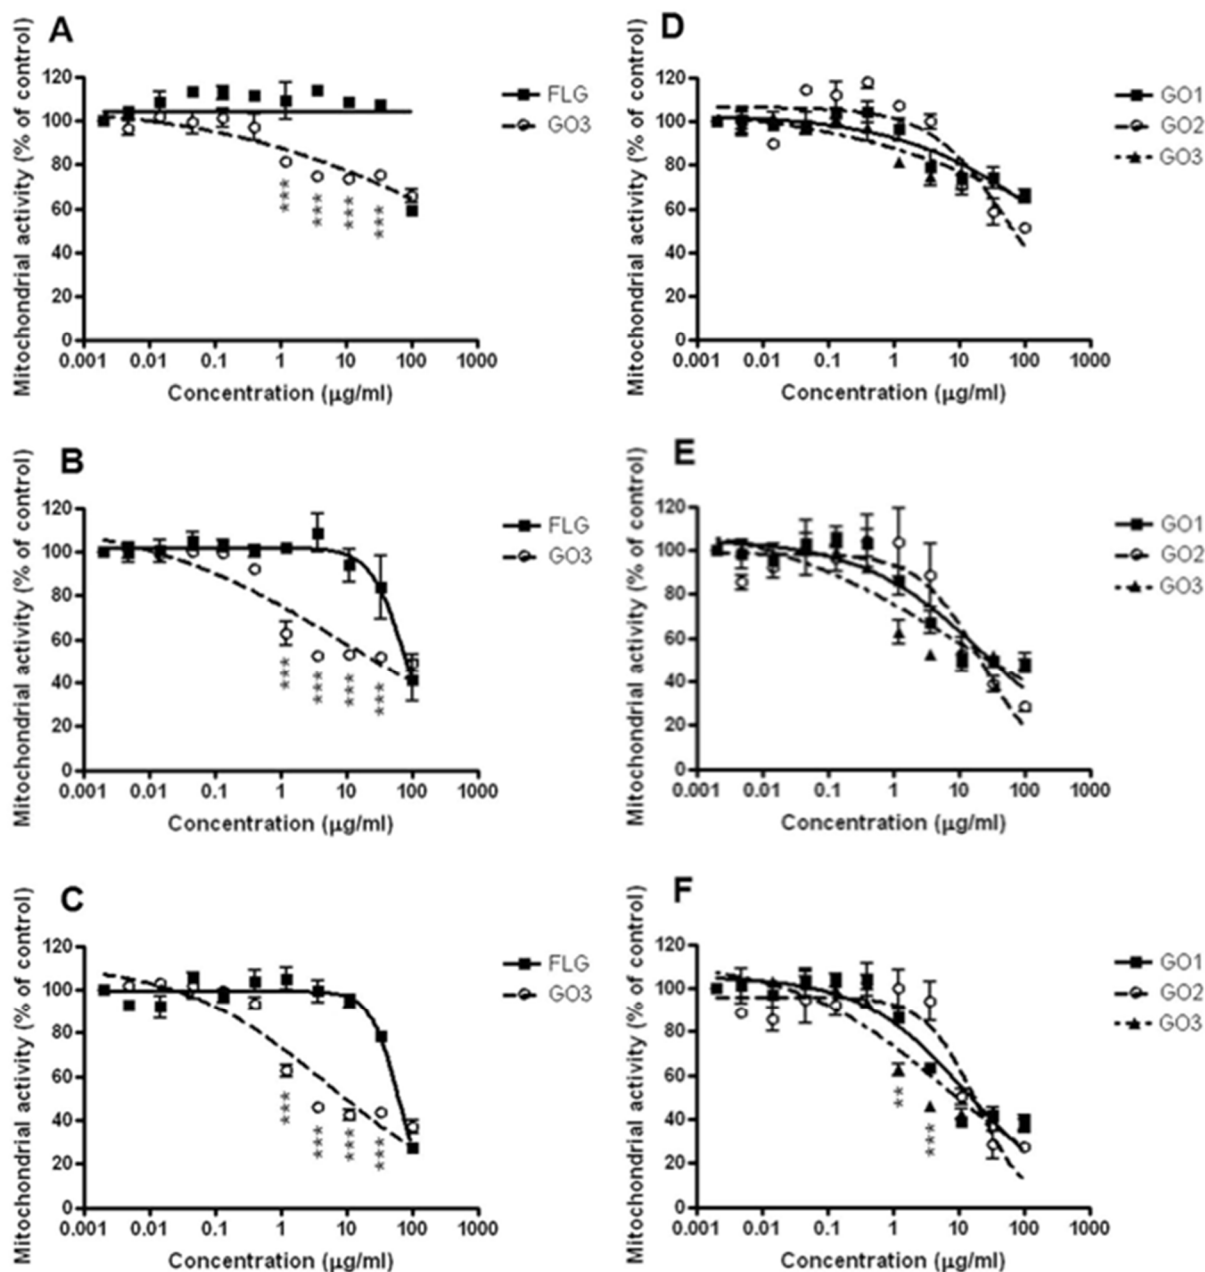 A
Mitochondrial activity (% of control)
120
100
80
60
40
20
0
*** *** *** ***
0.001 0.01 0.1 1 10 100 1000
Concentration (µg/ml)
FLG
GO3
D
Mitochondrial activity (% of control)
120
100
80
60
40
20
0
0.001 0.01 0.1 1 10 100 1000
Concentration (µg/ml)
GO1
GO2
GO3
B
Mitochondrial activity (% of control)
120
100
80
60
40
20
0
*** *** *** ***
0.001 0.01 0.1 1 10 100 1000
Concentration (µg/ml)
FLG
GO3
E
Mitochondrial activity (% of control)
120
100
80
60
40
20
0
0.001 0.01 0.1 1 10 100 1000
Concentration (µg/ml)
GO1
GO2
GO3
C
Mitochondrial activity (% of control)
120
100
80
60
40
20
0
*** *** *** ***
0.001 0.01 0.1 1 10 100 1000
Concentration (µg/ml)
FLG
GO3
F
Mitochondrial activity (% of control)
120
100
80
60
40
20
0
** ***
0.001 0.01 0.1 1 10 100 1000
Concentration (µg/ml)
GO1
GO2
GO3